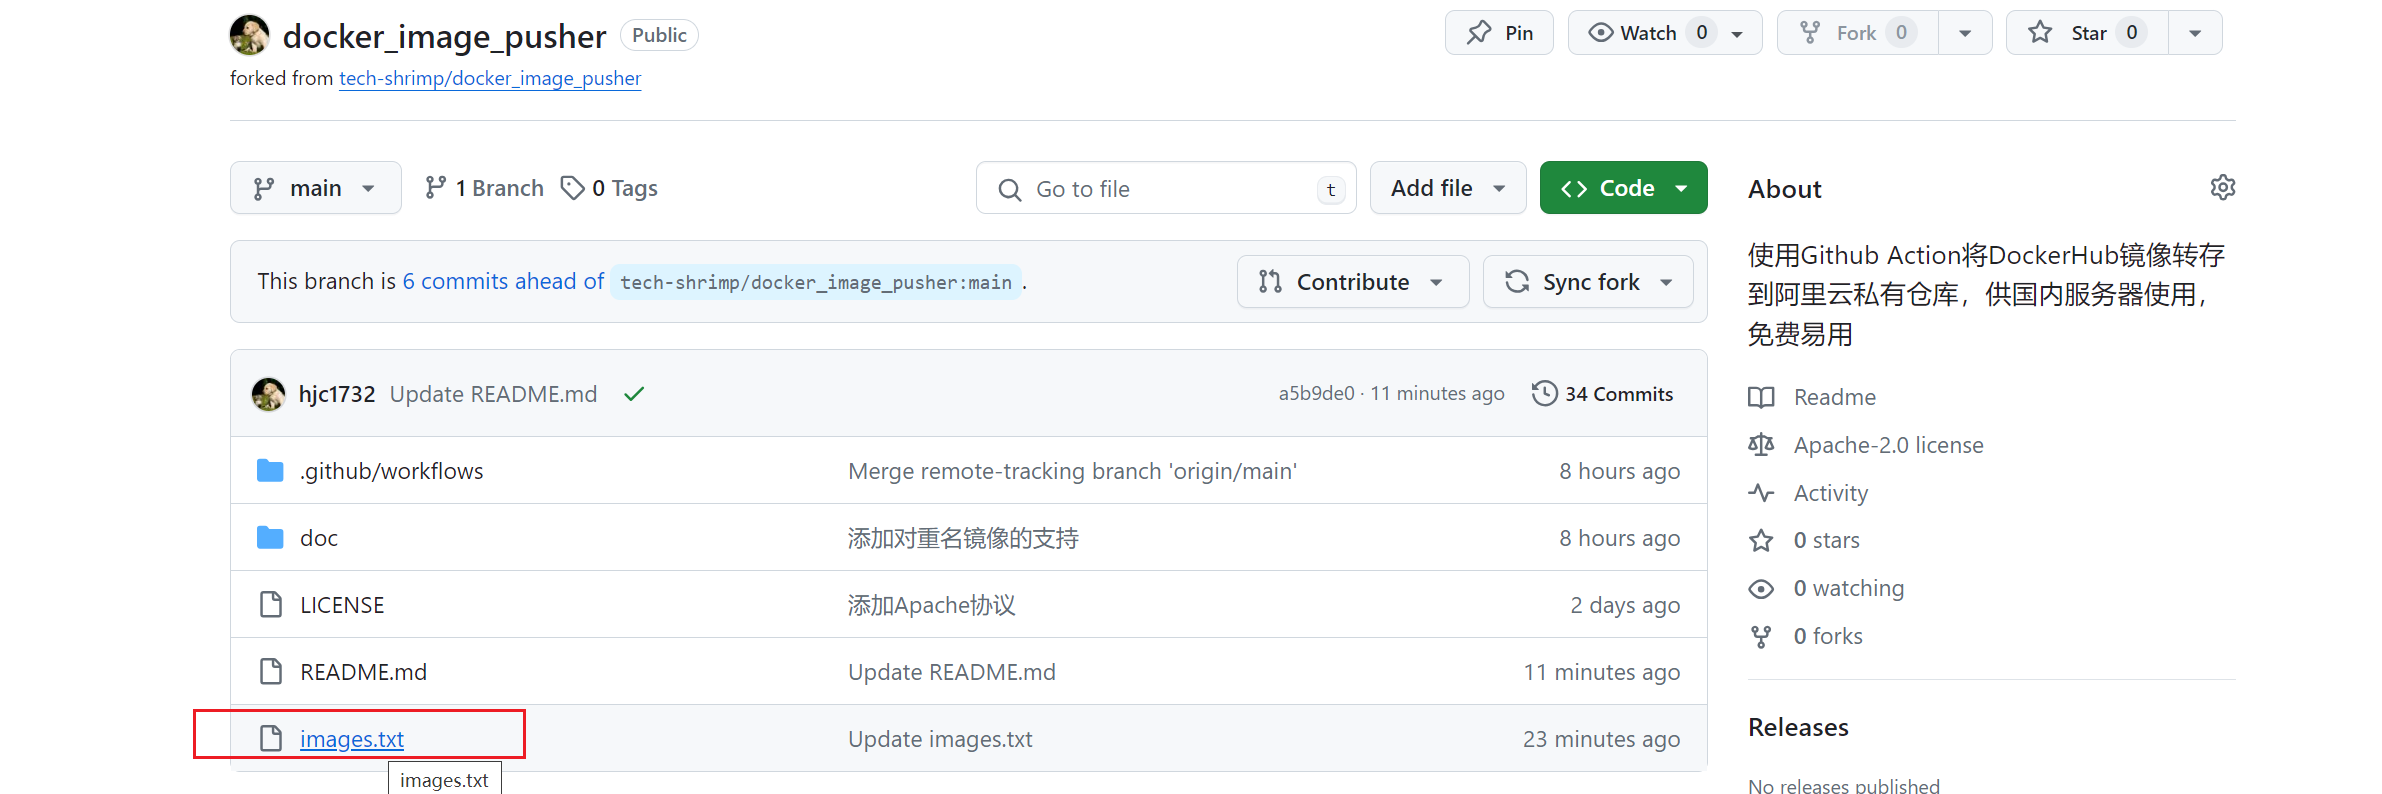 docker_image_pusher Public Pin Watch 0 Fork 0 Star 0
forked from tech-shrimp/docker_image_pusher
main 1 Branch 0 Tags Go to file t Add file Code
This branch is 6 commits ahead of tech-shrimp/docker_image_pusher:main .
Contribute Sync fork
hjc1732 Update README.md a5b9de0 · 11 minutes ago 34 Commits
.github/workflows Merge remote-tracking branch 'origin/main' 8 hours ago
doc 添加对重名镜像的支持 8 hours ago
LICENSE 添加Apache协议 2 days ago
README.md Update README.md 11 minutes ago
images.txt Update images.txt 23 minutes ago
images.txt
About
使用Github Action将DockerHub镜像转存
到阿里云私有仓库，供国内服务器使用，
免费易用
Readme
Apache-2.0 license
Activity
0 stars
0 watching
0 forks
Releases
No releases published